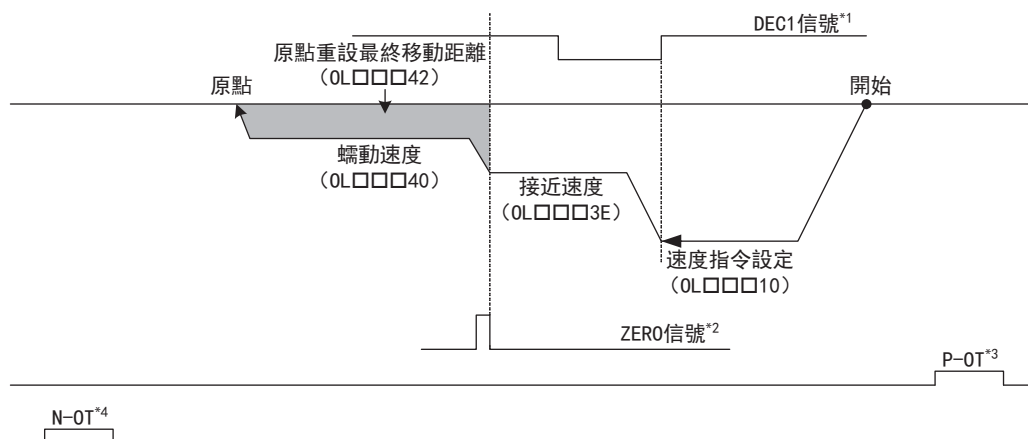 DEC1信號*1
原點重設最終移動距離
(OL□□□42)
原點
開始
蠕動速度
(OL□□□40)
接近速度
(OL□□□3E)
速度指令設定
(OL□□□10)
ZERO信號*2
P-OT*3
N-OT*4